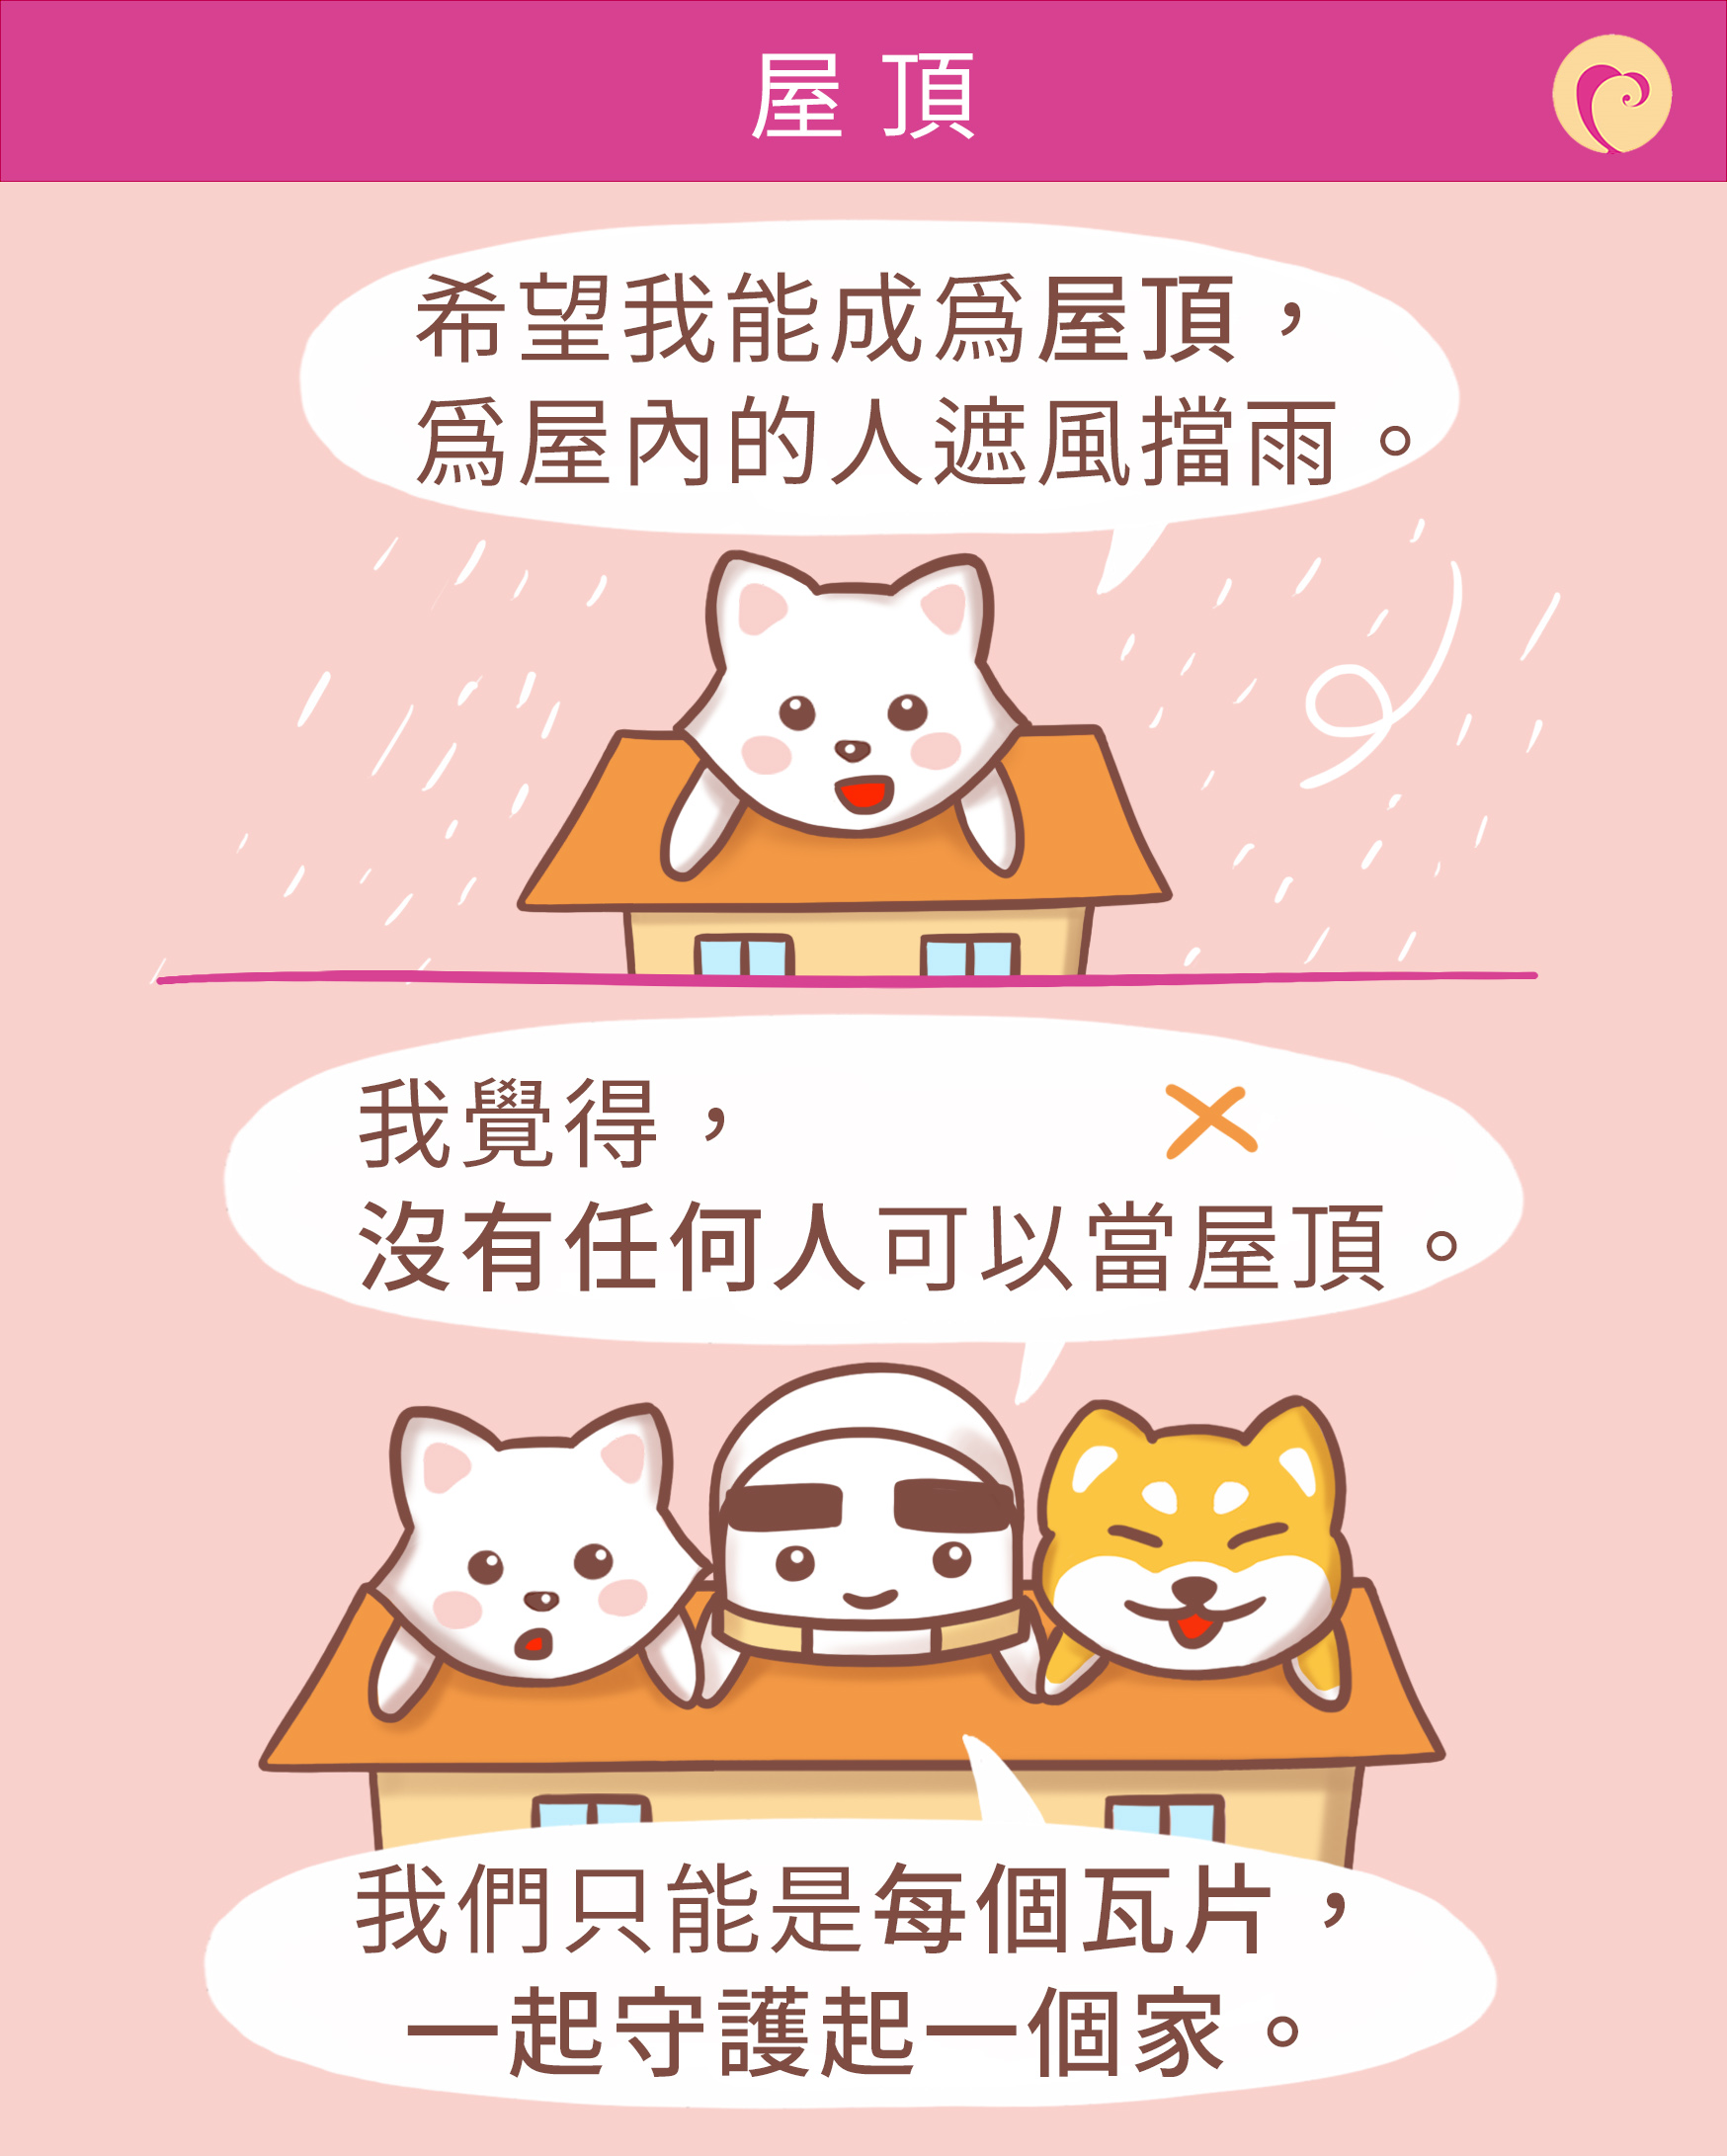 屋頂
希望我能成爲屋頂，
爲屋內的人遮風擋雨。
我覺得，
沒有任何人可以當屋頂。
我們只能是每個瓦片，
一起守護起一個家。